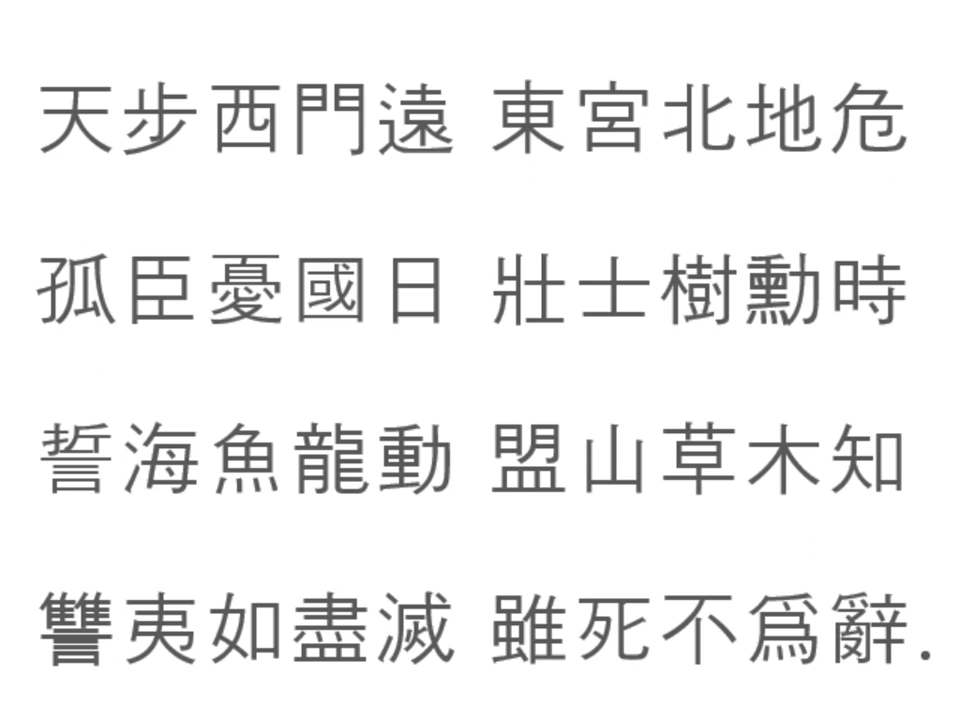 天步西門遠 東宮北地危
孤臣憂國日 壯士樹勳時
誓海魚龍動 盟山草木知
讐夷如盡滅 雖死不爲辭.